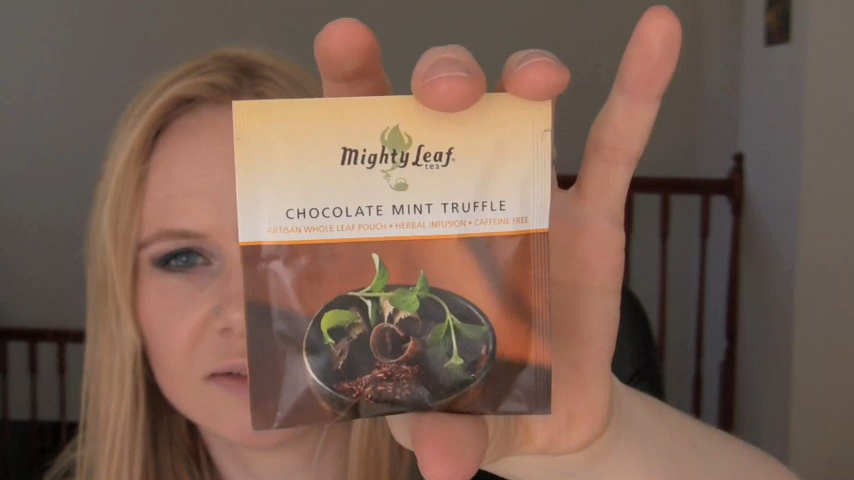 Mighty Leaf®
tea
CHOCOLATE MINT TRUFFLE
ARTISAN WHOLE LEAF POUCH • HERBAL INFUSION • CAFFEINE FREE